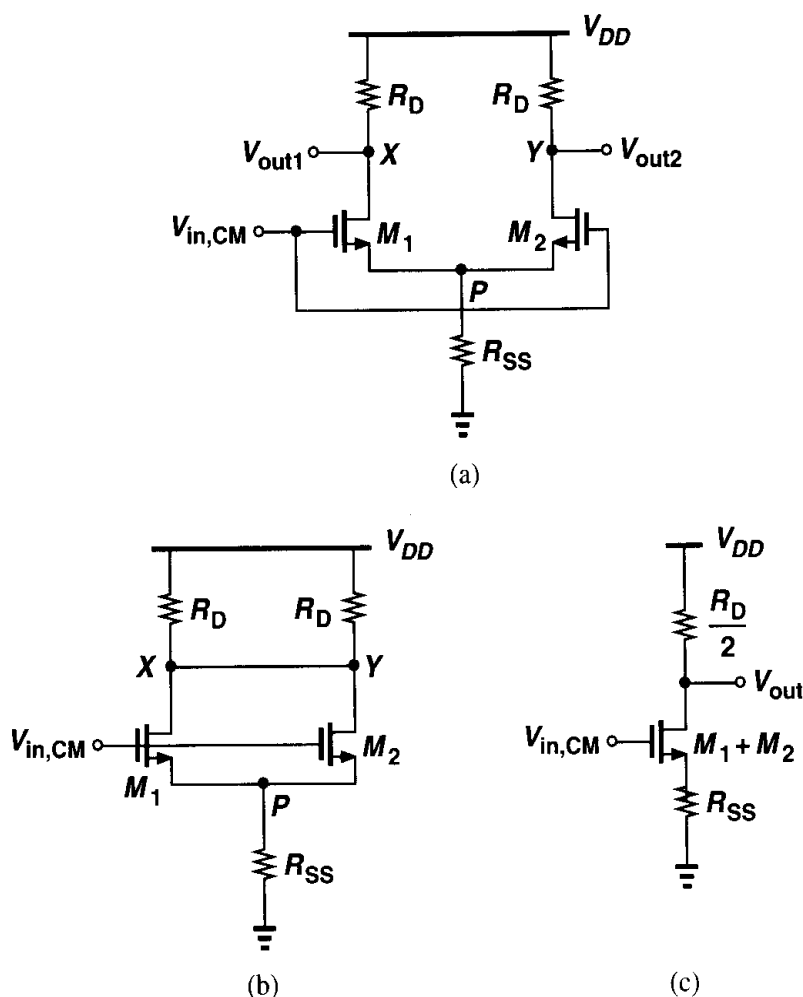 V_DD
R_D R_D
V_out1 X Y V_out2
V_in,CM M_1 M_2
P
R_SS
(a)
V_DD
R_D R_D
X Y
V_in,CM M_1 M_2
P
R_SS
(b)
V_DD
R_D
2
V_out
V_in,CM M_1 + M_2
R_SS
(c)